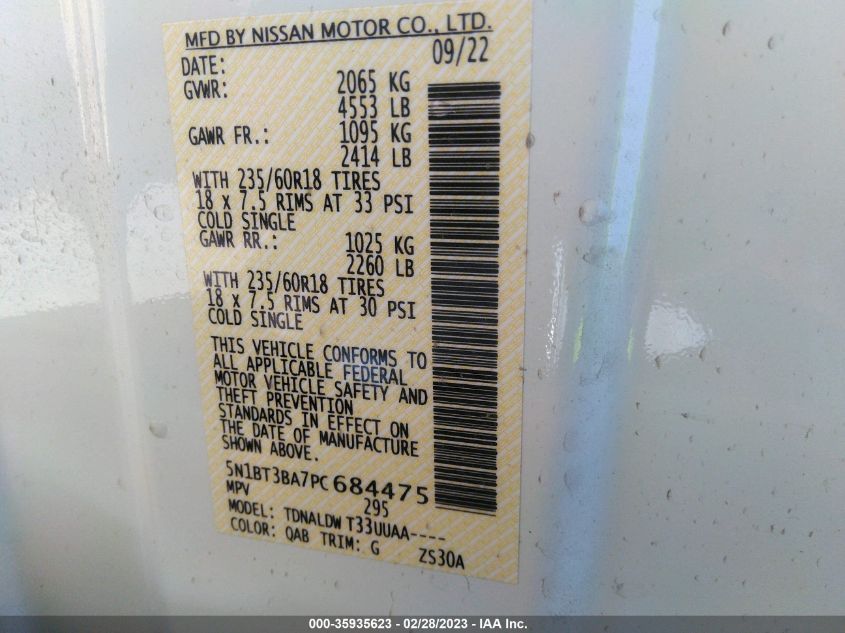 MFD BY NISSAN MOTOR CO., LTD.
DATE: 09/22
GVWR: 2065 KG
4553 LB
GAWR FR.: 1095 KG
2414 LB
WITH 235/60R18 TIRES
18 x 7.5 RIMS AT 33 PSI
COLD SINGLE
GAWR RR.: 1025 KG
2260 LB
WITH 235/60R18 TIRES
18 x 7.5 RIMS AT 30 PSI
COLD SINGLE
THIS VEHICLE CONFORMS TO
ALL APPLICABLE FEDERAL
MOTOR VEHICLE SAFETY AND
THEFT PREVENTION
STANDARDS IN EFFECT ON
THE DATE OF MANUFACTURE
SHOWN ABOVE.
5N1BT3BA7PC684475
MPV 295
MODEL: TDNALDW T33UUAA----
COLOR: QAB TRIM: G ZS30A
000-35935623 - 02/28/2023 - IAA Inc.